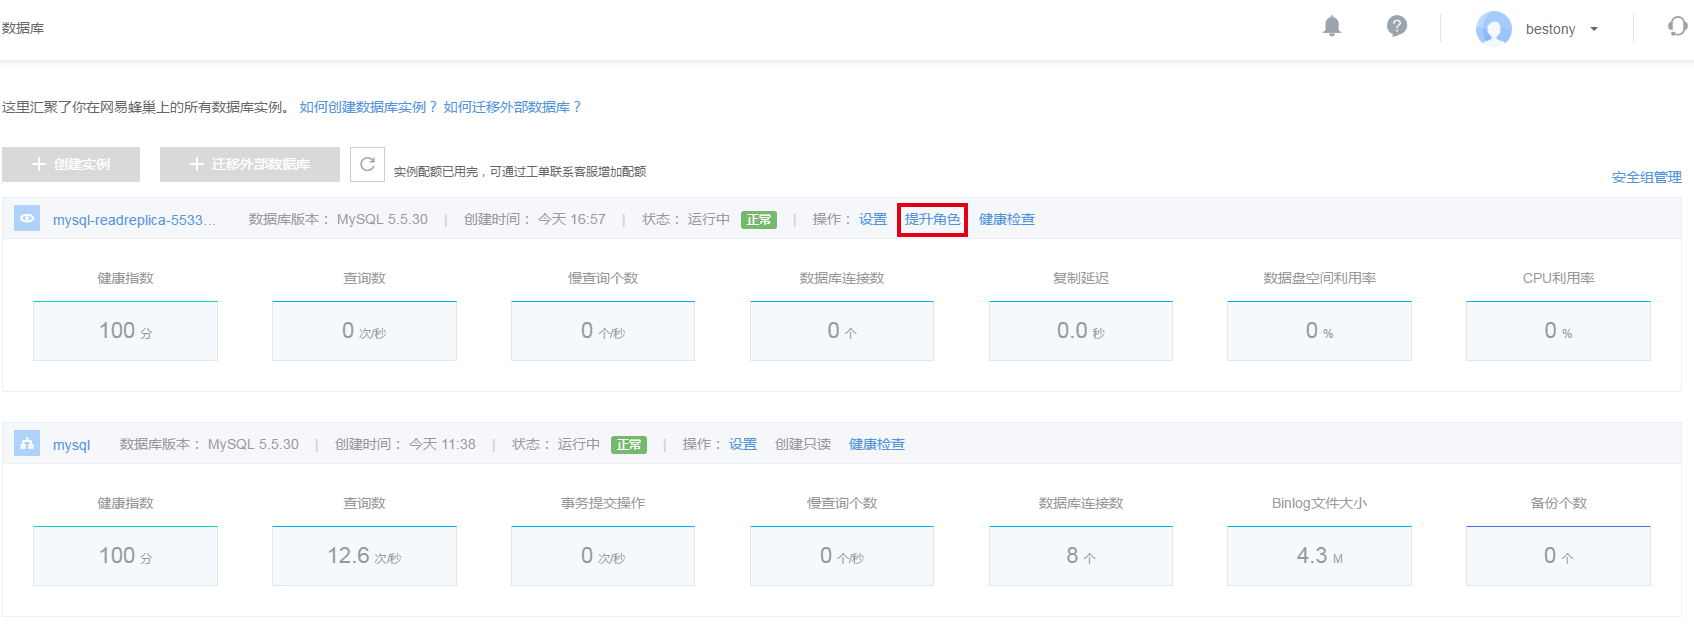 数据库
bestony
这里汇聚了你在网易蜂巢上的所有数据库实例。 如何创建数据库实例？ 如何迁移外部数据库？
创建实例 迁移外部数据库 实例配额已用完，可通过工单联系客服增加配额
安全组管理
mysql-readreplica-5533... 数据库版本： MySQL 5.5.30 | 创建时间： 今天 16:57 | 状态： 运行中 正常 | 操作： 设置 提升角色 健康检查
健康指数 查询数 慢查询个数 数据库连接数 复制延迟 数据盘空间利用率 CPU利用率
100 分 0 次/秒 0 个/秒 0 个 0.0 秒 0 % 0 %
mysql 数据库版本： MySQL 5.5.30 | 创建时间： 今天 11:38 | 状态： 运行中 正常 | 操作： 设置 创建只读 健康检查
健康指数 查询数 事务提交操作 慢查询个数 数据库连接数 Binlog文件大小 备份个数
100 分 12.6 次/秒 0 次/秒 0 个/秒 8 个 4.3 M 0 个